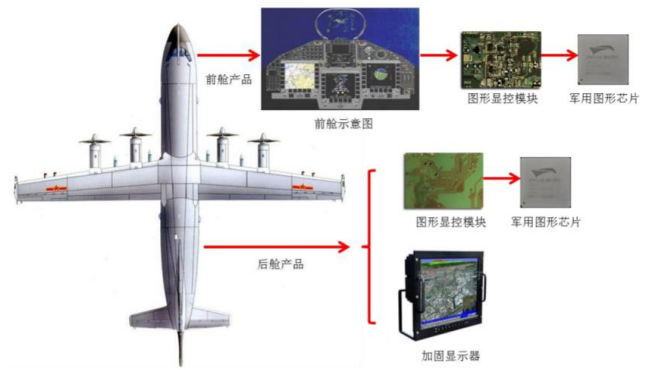 前舱产品
前舱示意图
图形显控模块
军用图形芯片
图形显控模块
军用图形芯片
后舱产品
加固显示器